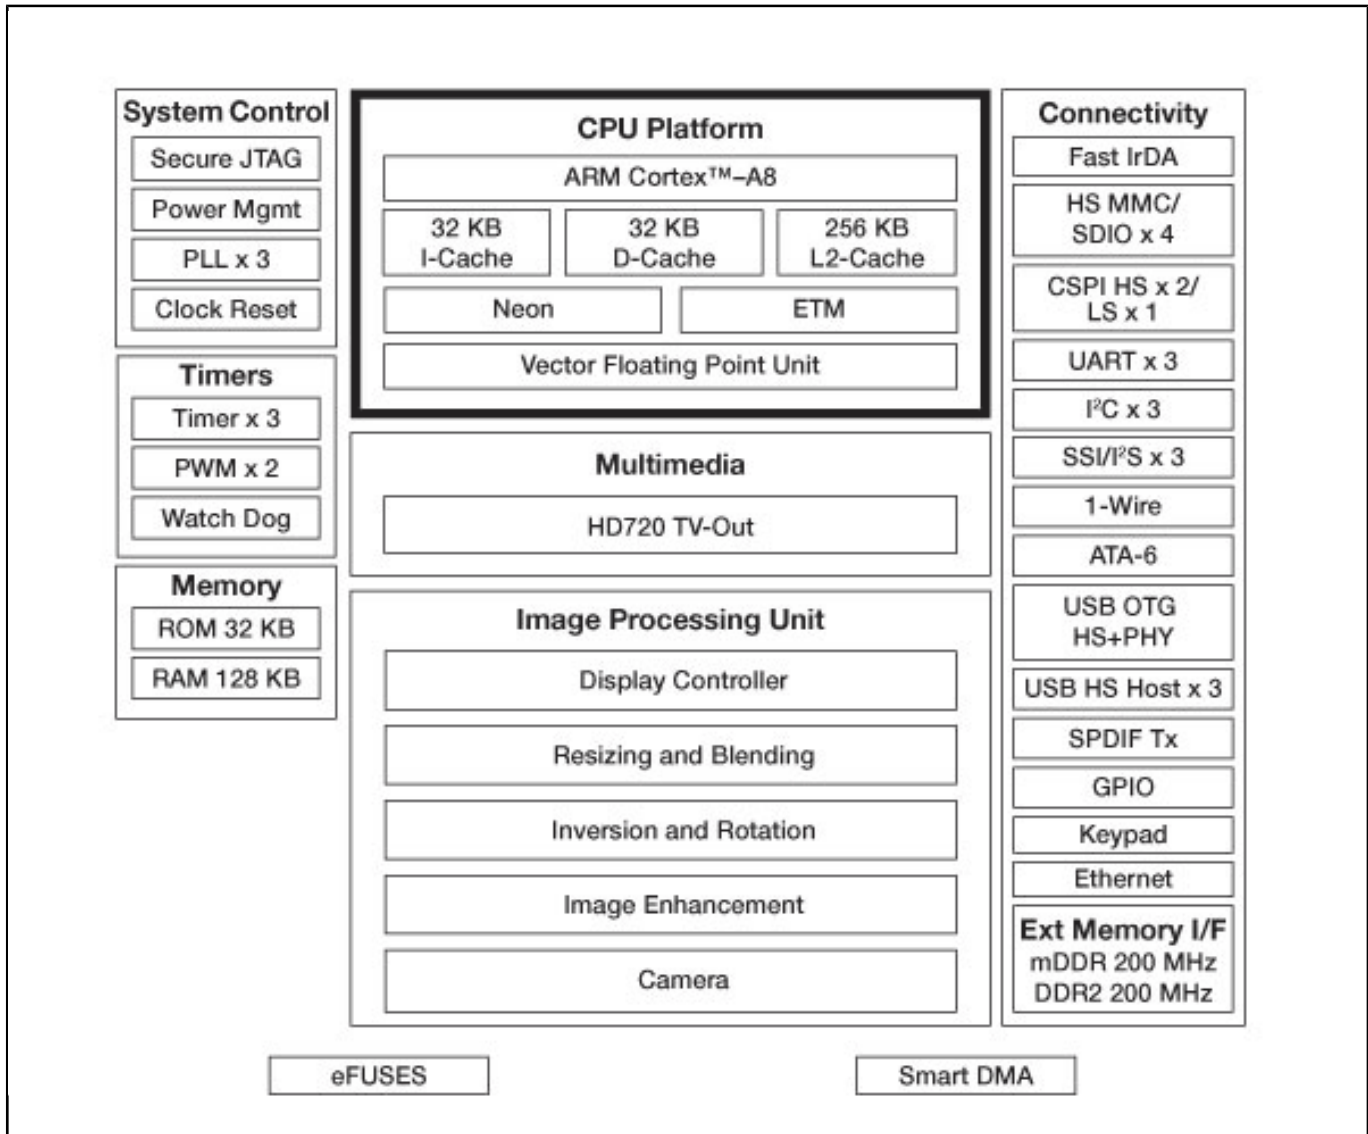 System Control
Secure JTAG
Power Mgmt
PLL x 3
Clock Reset
Timers
Timer x 3
PWM x 2
Watch Dog
Memory
ROM 32 KB
RAM 128 KB
CPU Platform
ARM Cortex™–A8
32 KB
I-Cache
32 KB
D-Cache
256 KB
L2-Cache
Neon
ETM
Vector Floating Point Unit
Multimedia
HD720 TV-Out
Image Processing Unit
Display Controller
Resizing and Blending
Inversion and Rotation
Image Enhancement
Camera
Connectivity
Fast IrDA
HS MMC/
SDIO x 4
CSPI HS x 2/
LS x 1
UART x 3
I²C x 3
SSI/I²S x 3
1-Wire
ATA-6
USB OTG
HS+PHY
USB HS Host x 3
SPDIF Tx
GPIO
Keypad
Ethernet
Ext Memory I/F
mDDR 200 MHz
DDR2 200 MHz
eFUSES
Smart DMA